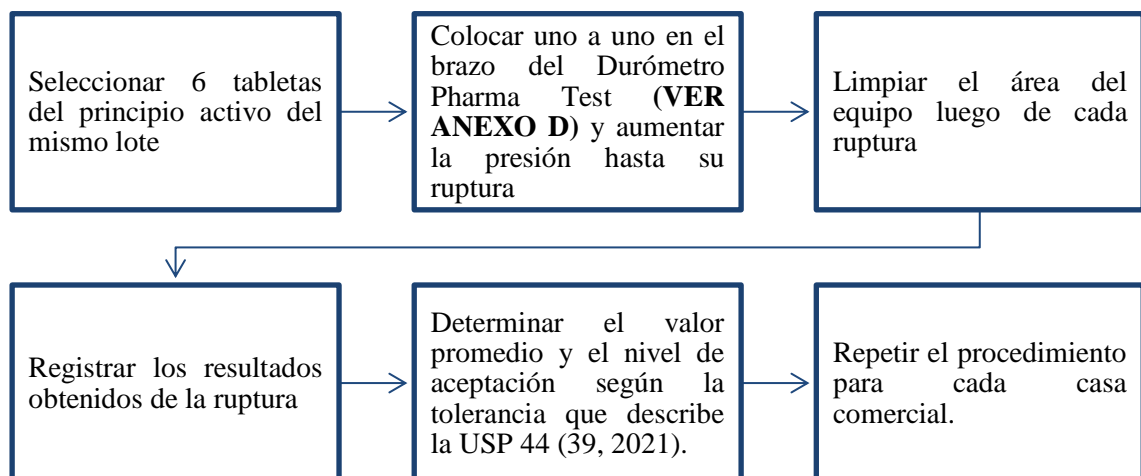 Seleccionar 6 tabletas
del principio activo del
mismo lote
Colocar uno a uno en el
brazo del Durómetro
Pharma Test (VER
ANEXO D) y aumentar
la presión hasta su
ruptura
Limpiar el área del
equipo luego de cada
ruptura
Registrar los resultados
obtenidos de la ruptura
Determinar el valor
promedio y el nivel de
aceptación según la
tolerancia que describe
la USP 44 (39, 2021).
Repetir el procedimiento
para cada casa
comercial.